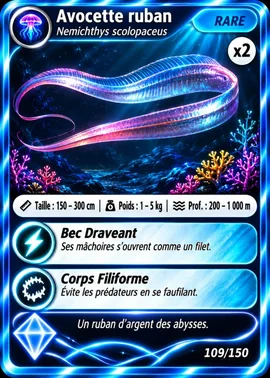 Avocette ruban
Nemichthys scolopaceus
RARE
x2
Taille : 150 – 300 cm | Poids : 1 – 5 kg | Prof. : 200 – 1 000 m
Bec Draveant
Ses mâchoires s'ouvrent comme un filet.
Corps Filiforme
Évite les prédateurs en se faufilant.
Un ruban d'argent des abysses.
109/150